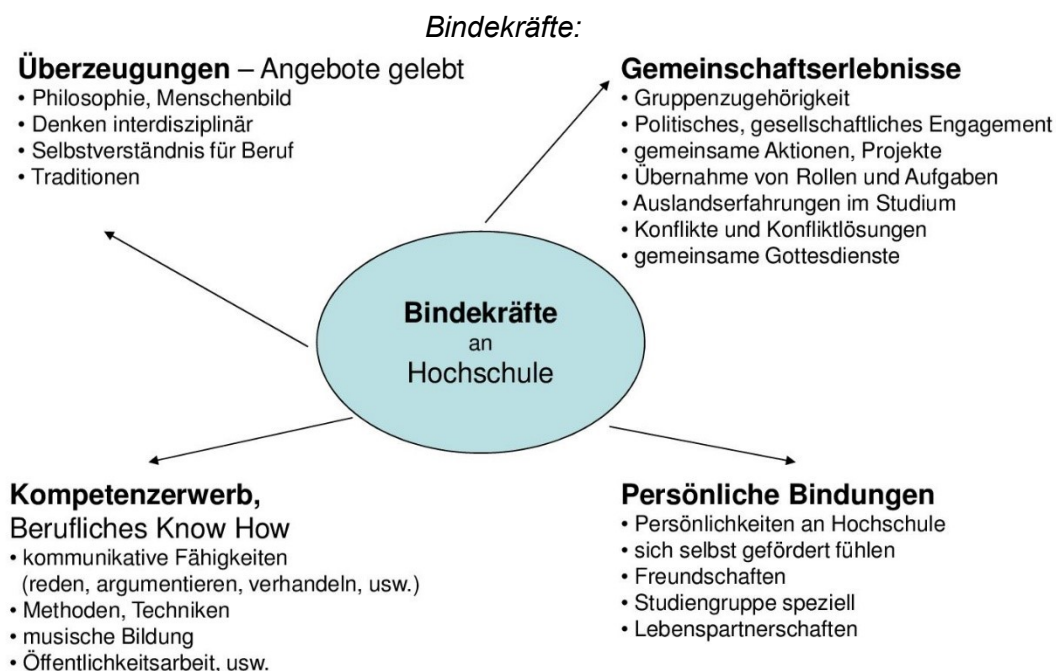 Bindekräfte:
Überzeugungen – Angebote gelebt
• Philosophie, Menschenbild
• Denken interdisziplinär
• Selbstverständnis für Beruf
• Traditionen
Gemeinschaftserlebnisse
• Gruppenzugehörigkeit
• Politisches, gesellschaftliches Engagement
• gemeinsame Aktionen, Projekte
• Übernahme von Rollen und Aufgaben
• Auslandserfahrungen im Studium
• Konflikte und Konfliktlösungen
• gemeinsame Gottesdienste
Bindekräfte
an
Hochschule
Kompetenzerwerb,
Berufliches Know How
• kommunikative Fähigkeiten
(reden, argumentieren, verhandeln, usw.)
• Methoden, Techniken
• musische Bildung
• Öffentlichkeitsarbeit, usw.
Persönliche Bindungen
• Persönlichkeiten an Hochschule
• sich selbst gefördert fühlen
• Freundschaften
• Studiengruppe speziell
• Lebenspartnerschaften